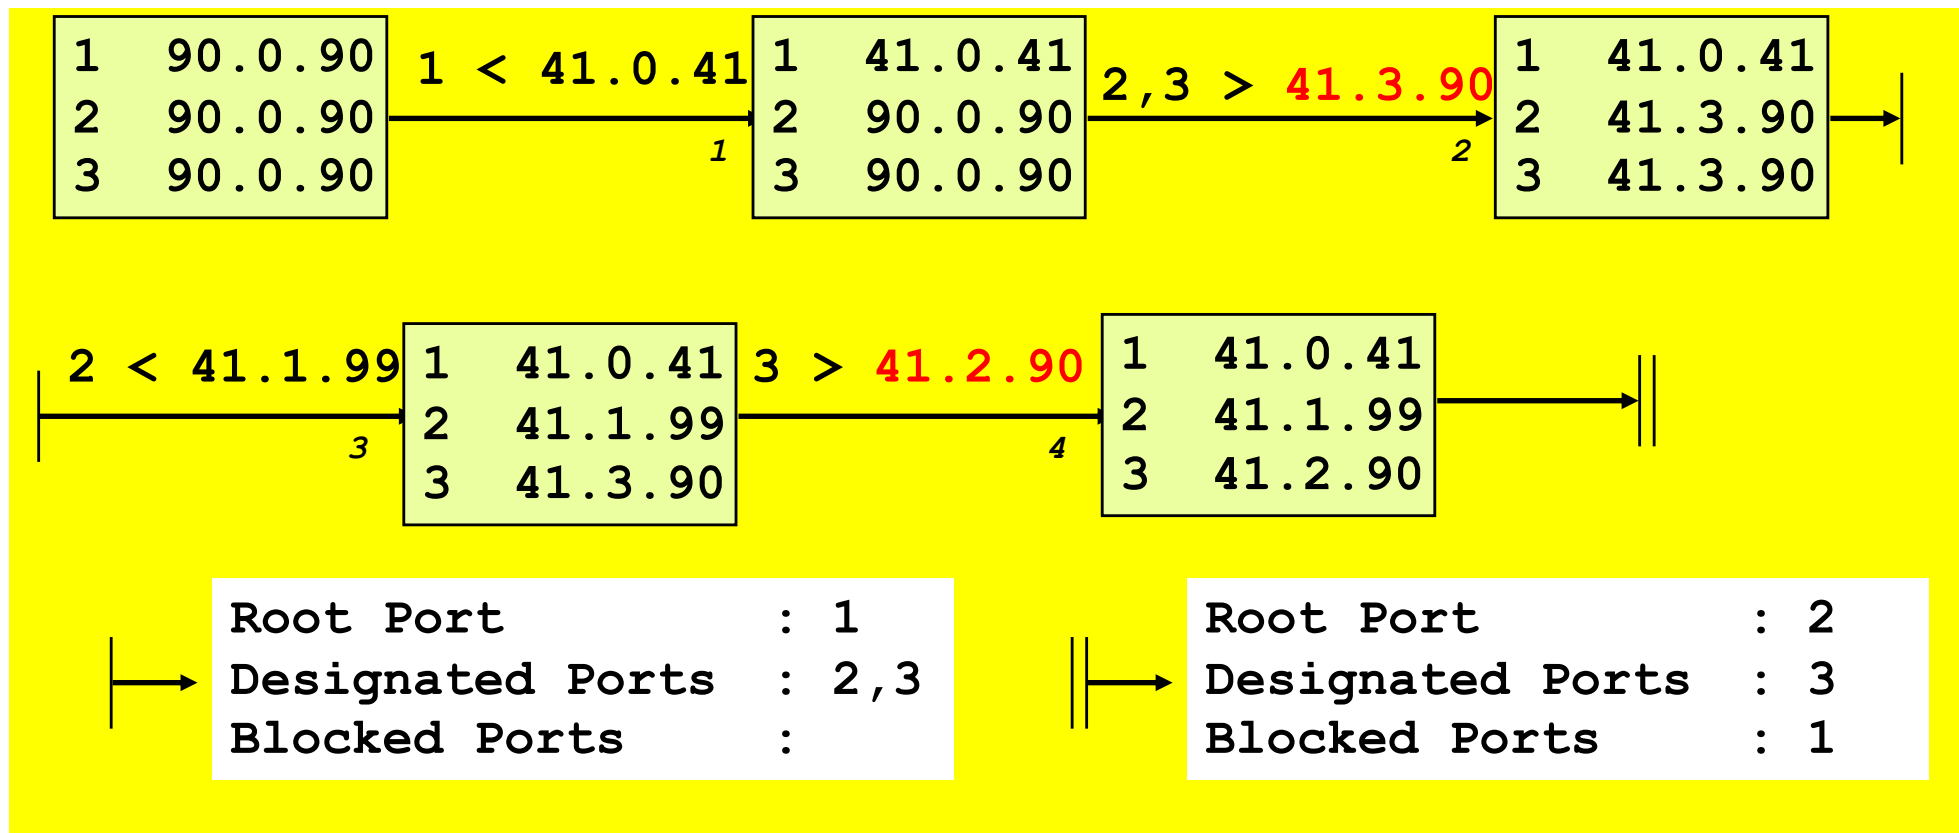 1 90.0.90
2 90.0.90
3 90.0.90
1 < 41.0.41
1
1 41.0.41
2 90.0.90
3 90.0.90
2,3 > 41.3.90
2
1 41.0.41
2 41.3.90
3 41.3.90
2 < 41.1.99
3
1 41.0.41
2 41.1.99
3 41.3.90
3 > 41.2.90
4
1 41.0.41
2 41.1.99
3 41.2.90
Root Port : 1
Designated Ports : 2,3
Blocked Ports :
Root Port : 2
Designated Ports : 3
Blocked Ports : 1